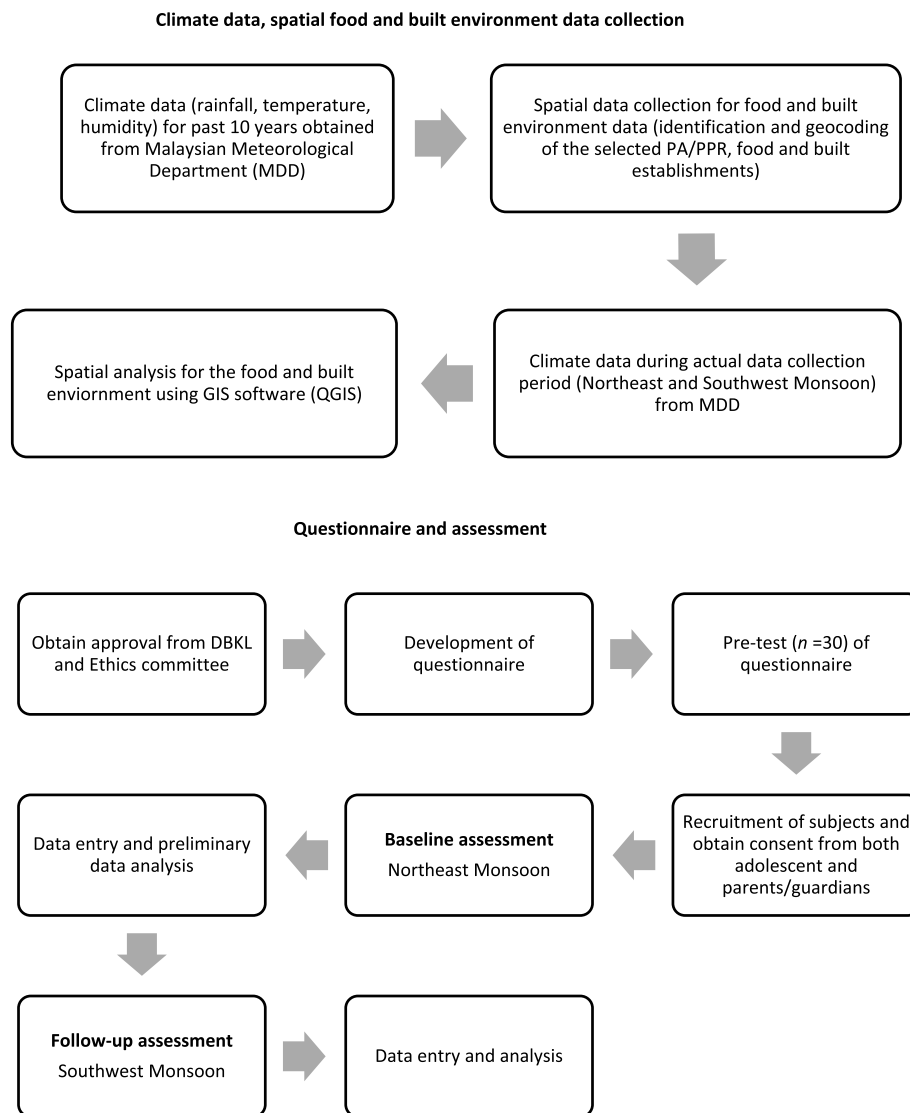 Climate data, spatial food and built environment data collection
Climate data (rainfall, temperature,
humidity) for past 10 years obtained
from Malaysian Meteorological
Department (MDD)
Spatial data collection for food and built
environment data (identification and geocoding
of the selected PA/PPR, food and built
establishments)
Climate data during actual data collection
period (Northeast and Southwest Monsoon)
from MDD
Spatial analysis for the food and built
enviornment using GIS software (QGIS)
Questionnaire and assessment
Obtain approval from DBKL
and Ethics committee
Development of
questionnaire
Pre-test (n =30) of
questionnaire
Recruitment of subjects and
obtain consent from both
adolescent and
parents/guardians
Baseline assessment
Northeast Monsoon
Data entry and preliminary
data analysis
Follow-up assessment
Southwest Monsoon
Data entry and analysis